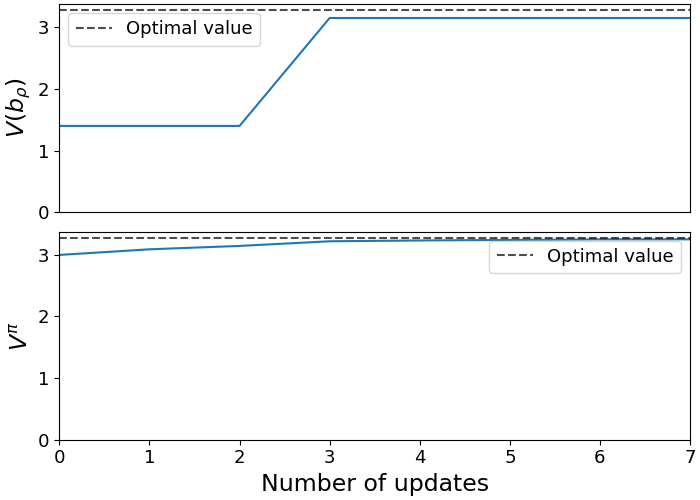 3
2
1
0
V(b_ρ)
Optimal value
3
2
1
0
V^π
Optimal value
0 1 2 3 4 5 6 7
Number of updates